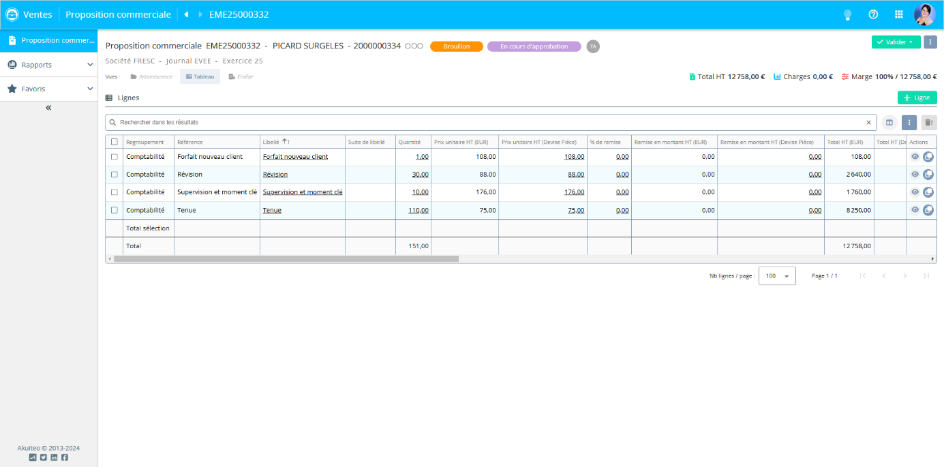 Ventes Proposition commerciale EME25000332
Proposition commer...
Rapports
Favoris
Proposition commerciale EME25000332 - PICARD SURGELES - 2000000334 Brouillon En cours d'approbation TA
Valider
Société FRESC - Journal EVEE - Exercice 25
Vues : Arborescence Tableau Fichier
Total HT 12 758,00 € Charges 0,00 € Marge 100% / 12 758,00 €
Lignes
+ Ligne
Rechercher dans les résultats
Regroupement Référence Libellé Suite de libellé Quantité Prix unitaire HT (EUR) Prix unitaire HT (Devise Pièce) % de remise Remise en montant HT (EUR) Remise en montant HT (Devise Pièce) Total HT (EUR) Total HT (De Actions
Comptabilité Forfait nouveau client Forfait nouveau client 1,00 108,00 108,00 0,00 0,00 0,00 108,00
Comptabilité Révision Révision 30,00 88,00 88,00 0,00 0,00 0,00 2 640,00
Comptabilité Supervision et moment clé Supervision et moment clé 10,00 176,00 176,00 0,00 0,00 0,00 1 760,00
Comptabilité Tenue Tenue 110,00 75,00 75,00 0,00 0,00 0,00 8 250,00
Total sélection
Total 151,00 12 758,00
Nb lignes / page : 100 Page 1 / 1
Akuiteo © 2013-2024